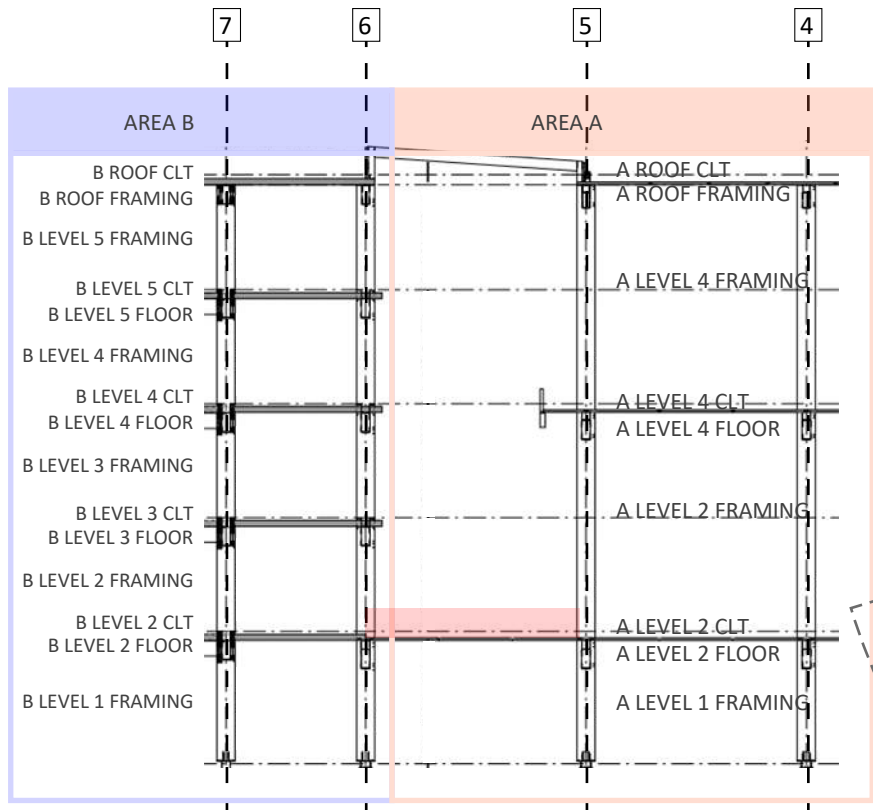 7
6
5
4
AREA B
AREA A
B ROOF CLT
B ROOF FRAMING
B LEVEL 5 FRAMING
B LEVEL 5 CLT
B LEVEL 5 FLOOR
B LEVEL 4 FRAMING
B LEVEL 4 CLT
B LEVEL 4 FLOOR
B LEVEL 3 FRAMING
B LEVEL 3 CLT
B LEVEL 3 FLOOR
B LEVEL 2 FRAMING
B LEVEL 2 CLT
B LEVEL 2 FLOOR
B LEVEL 1 FRAMING
A ROOF CLT
A ROOF FRAMING
A LEVEL 4 FRAMING
A LEVEL 4 CLT
A LEVEL 4 FLOOR
A LEVEL 2 FRAMING
A LEVEL 2 CLT
A LEVEL 2 FLOOR
A LEVEL 1 FRAMING